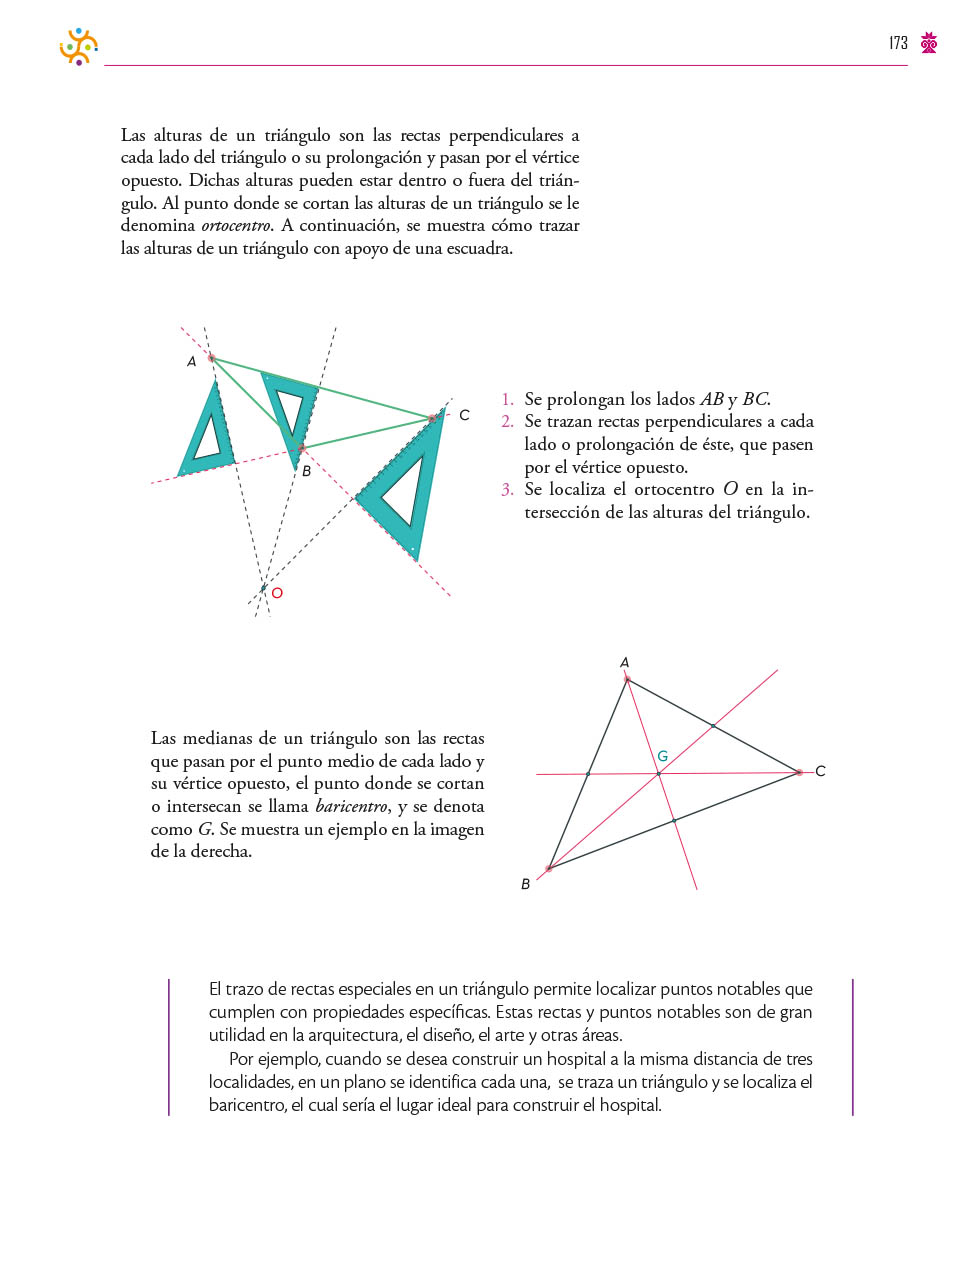 173
Las alturas de un triángulo son las rectas perpendiculares a
cada lado del triángulo o su prolongación y pasan por el vértice
opuesto. Dichas alturas pueden estar dentro o fuera del trián-
gulo. Al punto donde se cortan las alturas de un triángulo se le
denomina ortocentro. A continuación, se muestra cómo trazar
las alturas de un triángulo con apoyo de una escuadra.
A
C
B
O
1. Se prolongan los lados AB y BC.
2. Se trazan rectas perpendiculares a cada
lado o prolongación de éste, que pasen
por el vértice opuesto.
3. Se localiza el ortocentro O en la in-
tersección de las alturas del triángulo.
Las medianas de un triángulo son las rectas
que pasan por el punto medio de cada lado y
su vértice opuesto, el punto donde se cortan
o intersecan se llama baricentro, y se denota
como G. Se muestra un ejemplo en la imagen
de la derecha.
A
G
C
B
El trazo de rectas especiales en un triángulo permite localizar puntos notables que
cumplen con propiedades específicas. Estas rectas y puntos notables son de gran
utilidad en la arquitectura, el diseño, el arte y otras áreas.
Por ejemplo, cuando se desea construir un hospital a la misma distancia de tres
localidades, en un plano se identifica cada una, se traza un triángulo y se localiza el
baricentro, el cual sería el lugar ideal para construir el hospital.